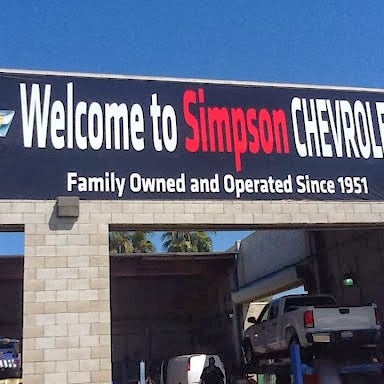 Welcome to Simpson CHEVROLE
Family Owned and Operated Since 1951